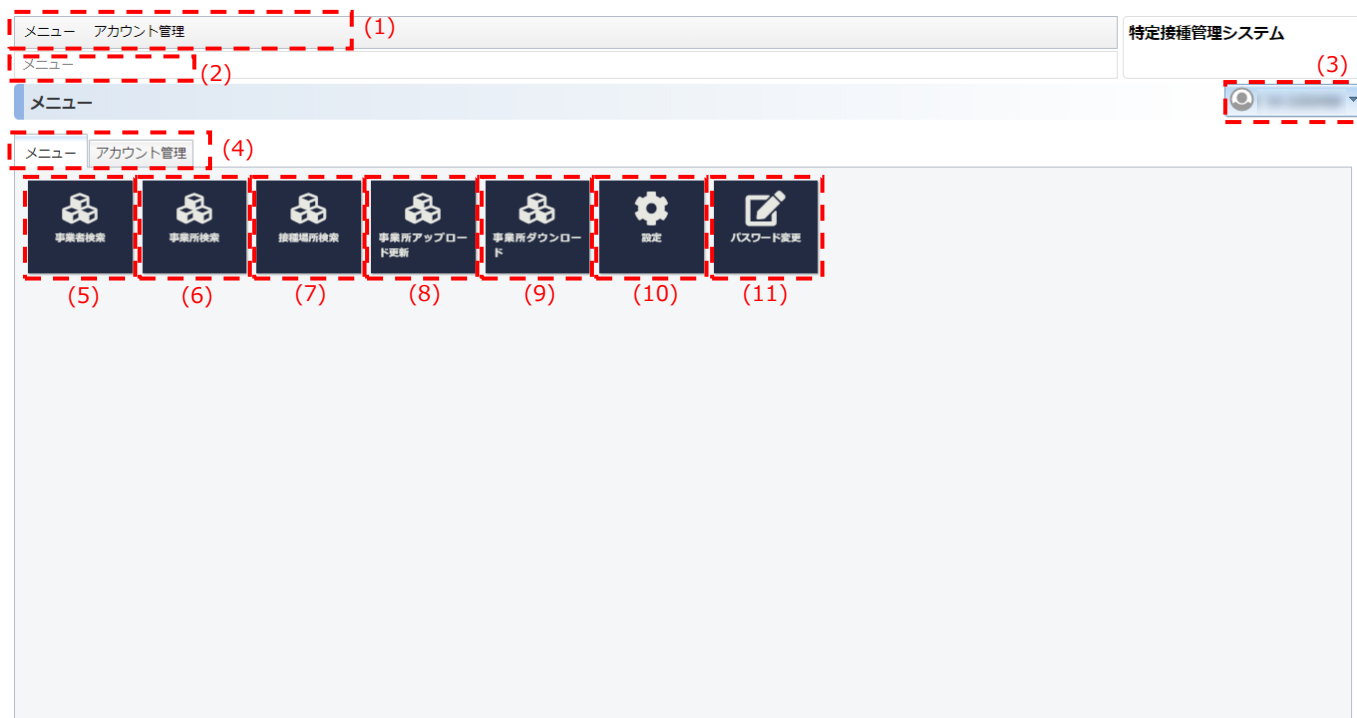 メニュー アカウント管理
(1)
特定接種管理システム
メニュー
(2)
(3)
メニュー
メニュー アカウント管理
(4)
事業者検索
事業所検索
接種場所検索
事業所アップロー
ド更新
事業所ダウンロー
ド
設定
パスワード変更
(5) (6) (7) (8) (9) (10) (11)